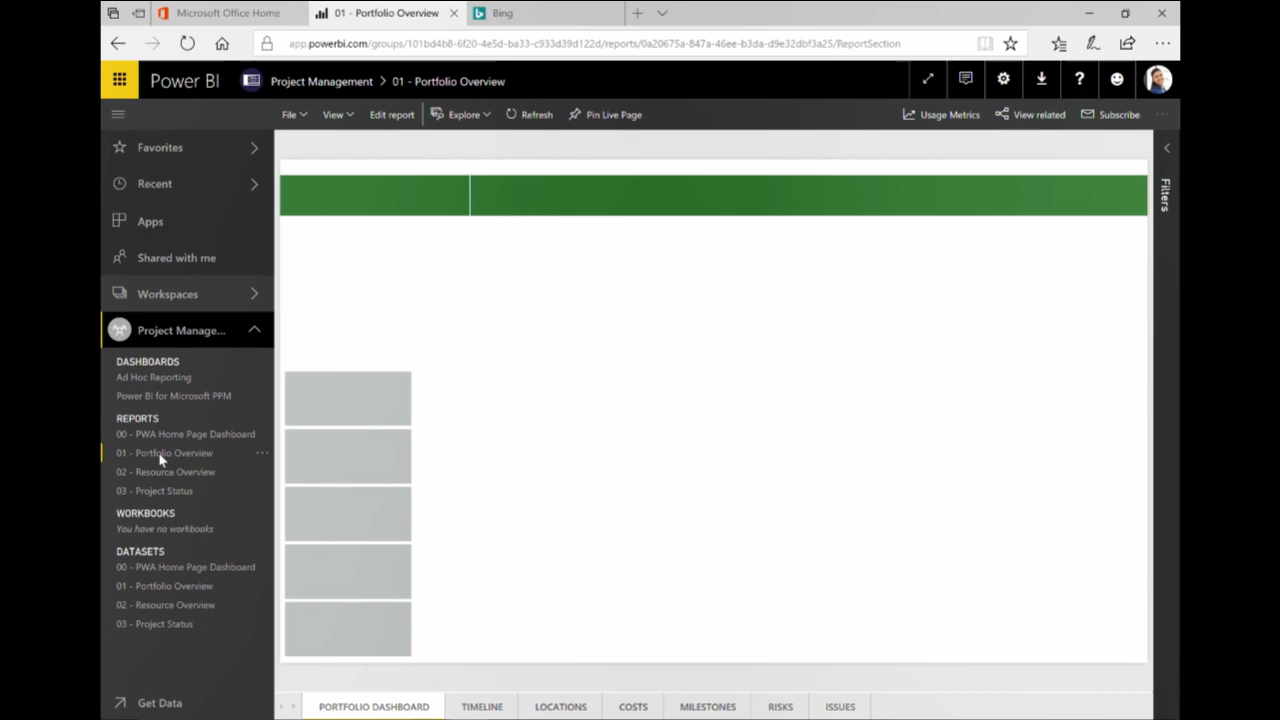 Microsoft Office Home
01 - Portfolio Overview
Bing
app.powerbi.com/groups/101bd4b8-6f20-4e5d-ba33-c933d39d122d/reports/0a20675a-847a-46ee-b3da-d9e32dbf3a25/ReportSection
Power BI
Project Management > 01 - Portfolio Overview
File View Edit report Explore Refresh Pin Live Page Usage Metrics View related Subscribe
Favorites
Recent
Apps
Shared with me
Workspaces
Project Manage...
DASHBOARDS
Ad Hoc Reporting
Power BI for Microsoft PPM
REPORTS
00 - PWA Home Page Dashboard
01 - Portfolio Overview
02 - Resource Overview
03 - Project Status
WORKBOOKS
You have no workbooks
DATASETS
00 - PWA Home Page Dashboard
01 - Portfolio Overview
02 - Resource Overview
03 - Project Status
Get Data
Filters
PORTFOLIO DASHBOARD TIMELINE LOCATIONS COSTS MILESTONES RISKS ISSUES